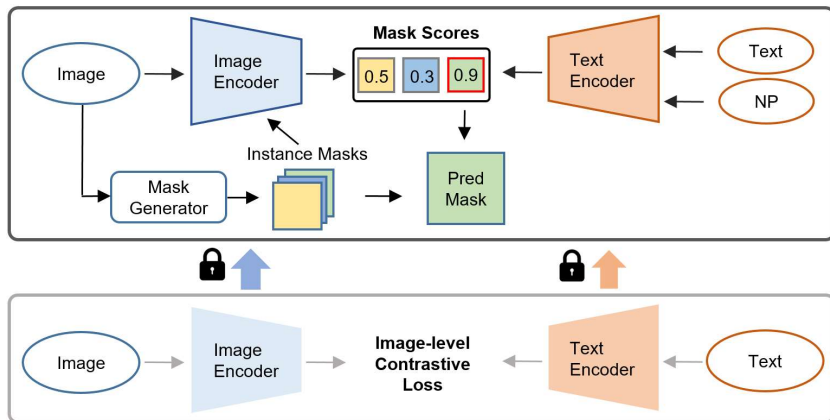 Mask Scores
Image
Image
Encoder
0.5 0.3 0.9
Text
Encoder
Text
NP
Instance Masks
Mask
Generator
Pred
Mask
Image
Image
Encoder
Image-level
Contrastive
Loss
Text
Encoder
Text